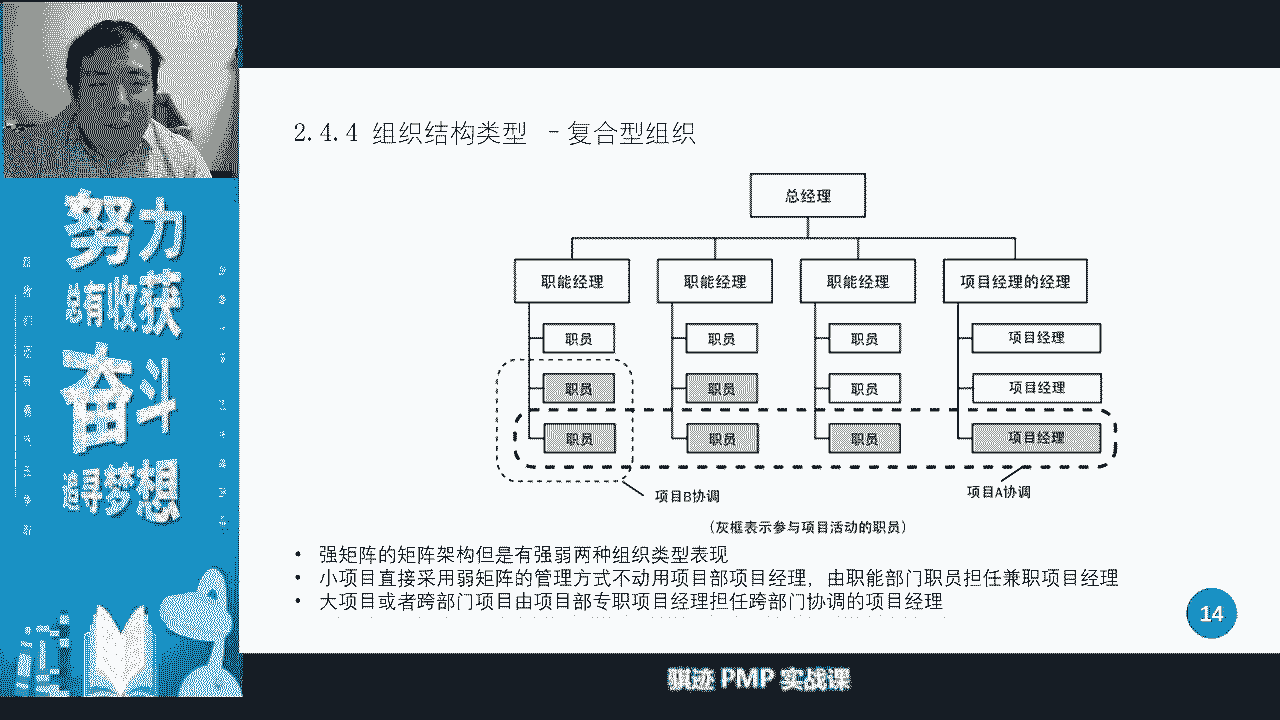 2.4.4 组织结构类型 -复合型组织
总经理
职能经理 职能经理 职能经理 项目经理的经理
职员 职员 职员 项目经理
职员 职员 职员 项目经理
职员 职员 职员 项目经理
项目B协调 项目A协调
(灰框表示参与项目活动的职员)
• 强矩阵的矩阵架构但是有强弱两种组织类型表现
• 小项目直接采用弱矩阵的管理方式不动用项目部项目经理,由职能部门职员担任兼职项目经理
• 大项目或者跨部门项目由项目部专职项目经理担任跨部门协调的项目经理
14
骐迹 PMP 实战课
努力
总有收获
奋斗
追寻梦想